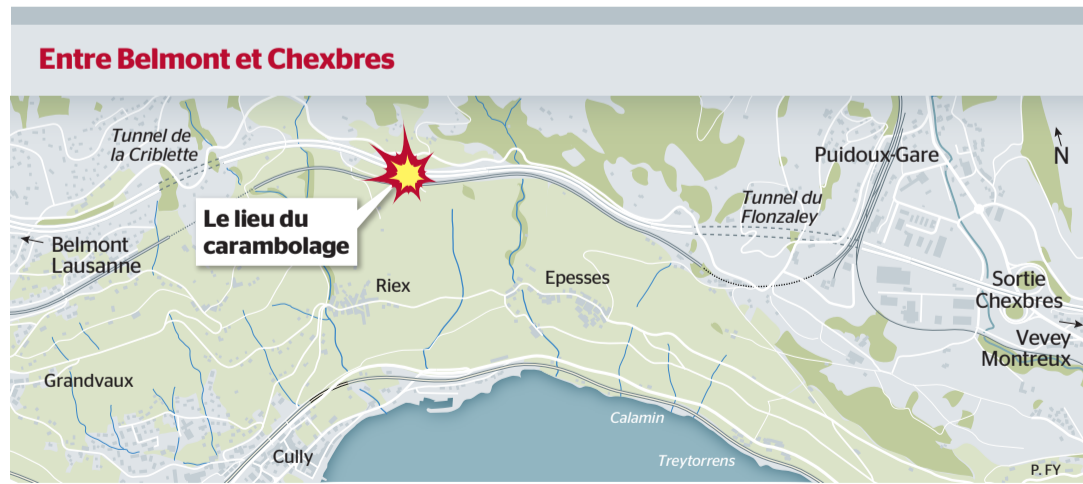 Entre Belmont et Chexbres
Tunnel de
la Criblette
N
Puidoux-Gare
Tunnel du
Flonzaley
Le lieu du
carambolage
Belmont
Lausanne
Riex
Epesses
Sortie
Chexbres
Vevey
Montreux
Grandvaux
Calamin
Cully
Treytorrens
P. FY